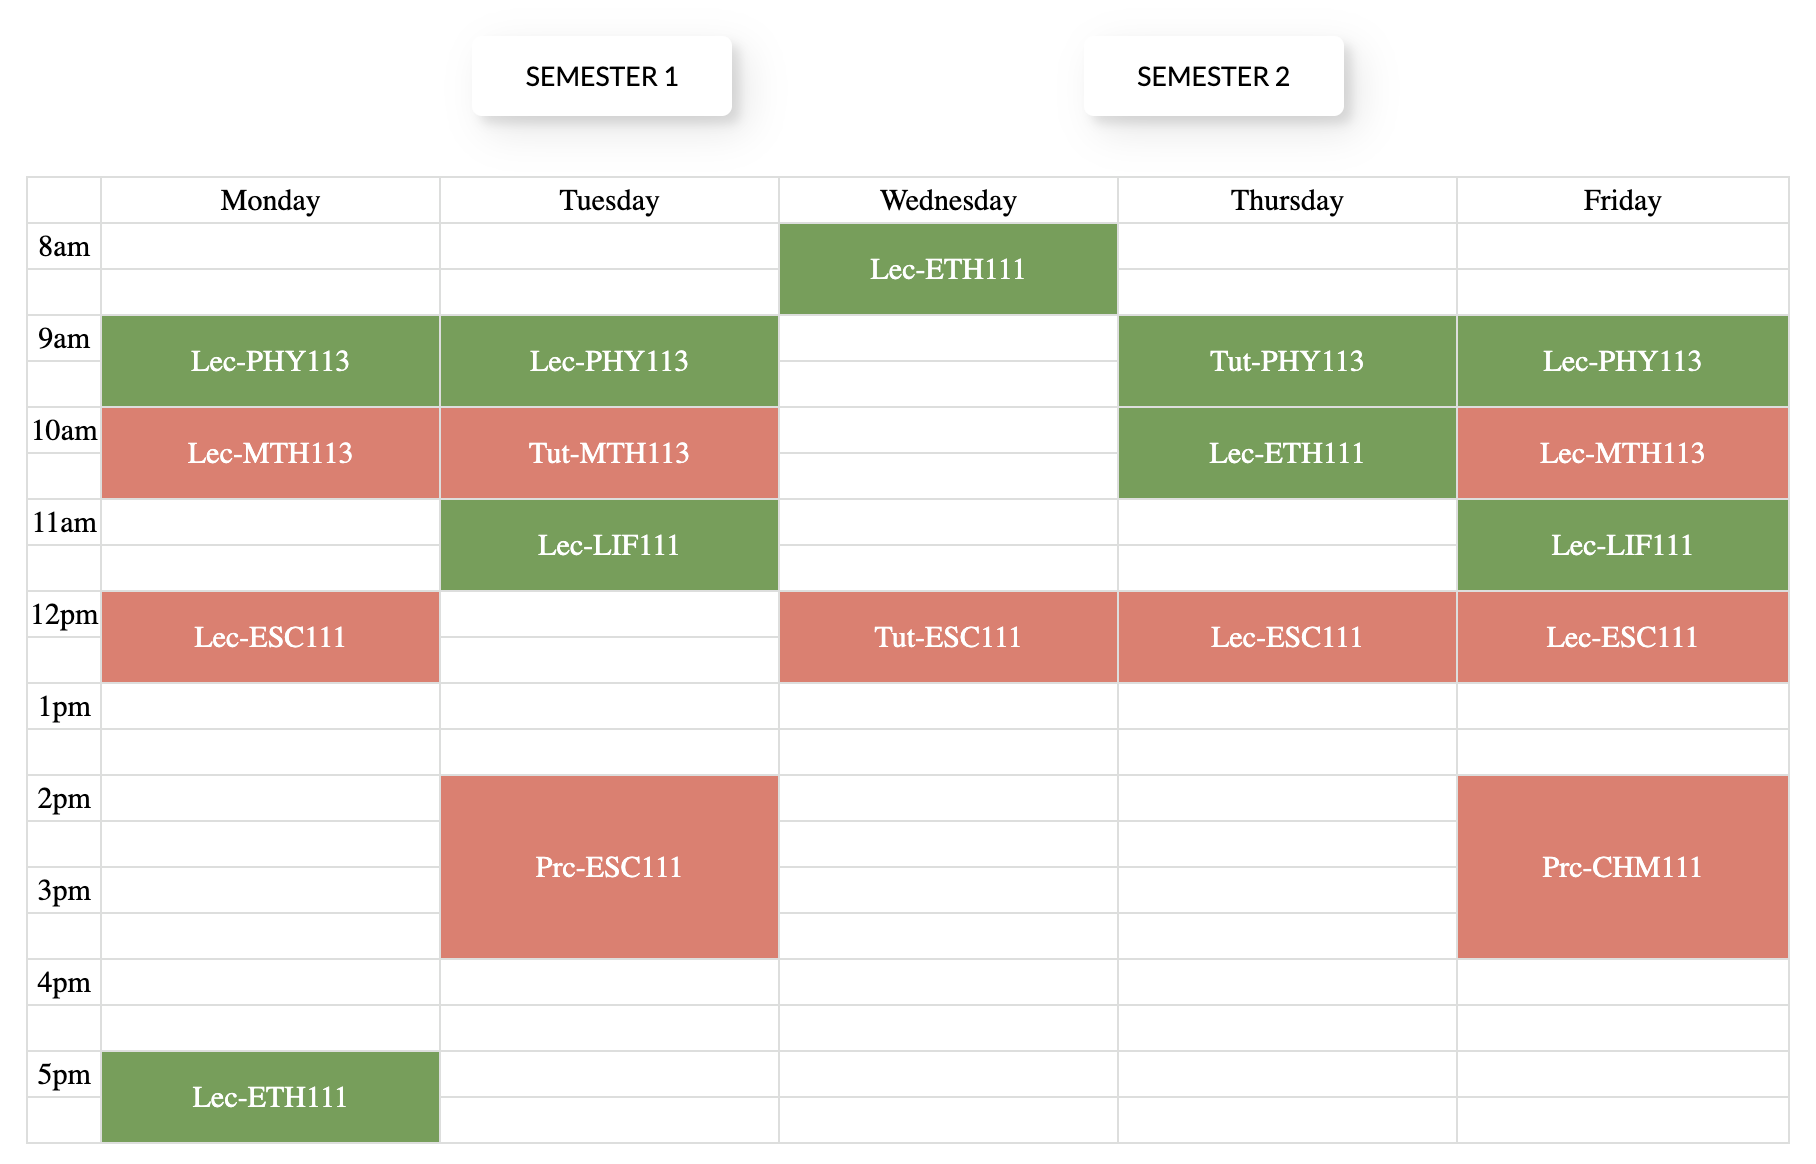 SEMESTER 1
SEMESTER 2
Monday Tuesday Wednesday Thursday Friday
8am
Lec-ETH111
9am
Lec-PHY113 Lec-PHY113 Tut-PHY113 Lec-PHY113
10am
Lec-MTH113 Tut-MTH113 Lec-ETH111 Lec-MTH113
11am
Lec-LIF111 Lec-LIF111
12pm
Lec-ESC111 Tut-ESC111 Lec-ESC111 Lec-ESC111
1pm
2pm
Prc-ESC111 Prc-CHM111
3pm
4pm
5pm
Lec-ETH111